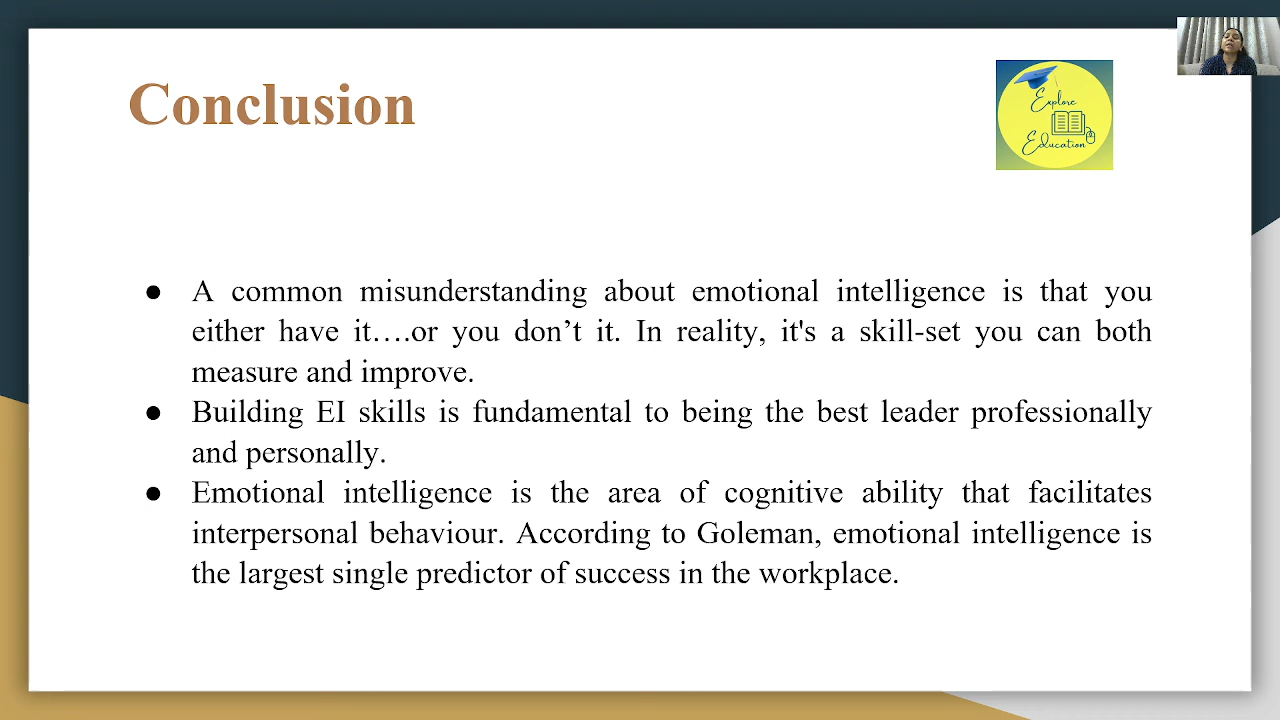 Conclusion
Explore
Education
● A common misunderstanding about emotional intelligence is that you
either have it….or you don’t it. In reality, it's a skill-set you can both
measure and improve.
● Building EI skills is fundamental to being the best leader professionally
and personally.
● Emotional intelligence is the area of cognitive ability that facilitates
interpersonal behaviour. According to Goleman, emotional intelligence is
the largest single predictor of success in the workplace.